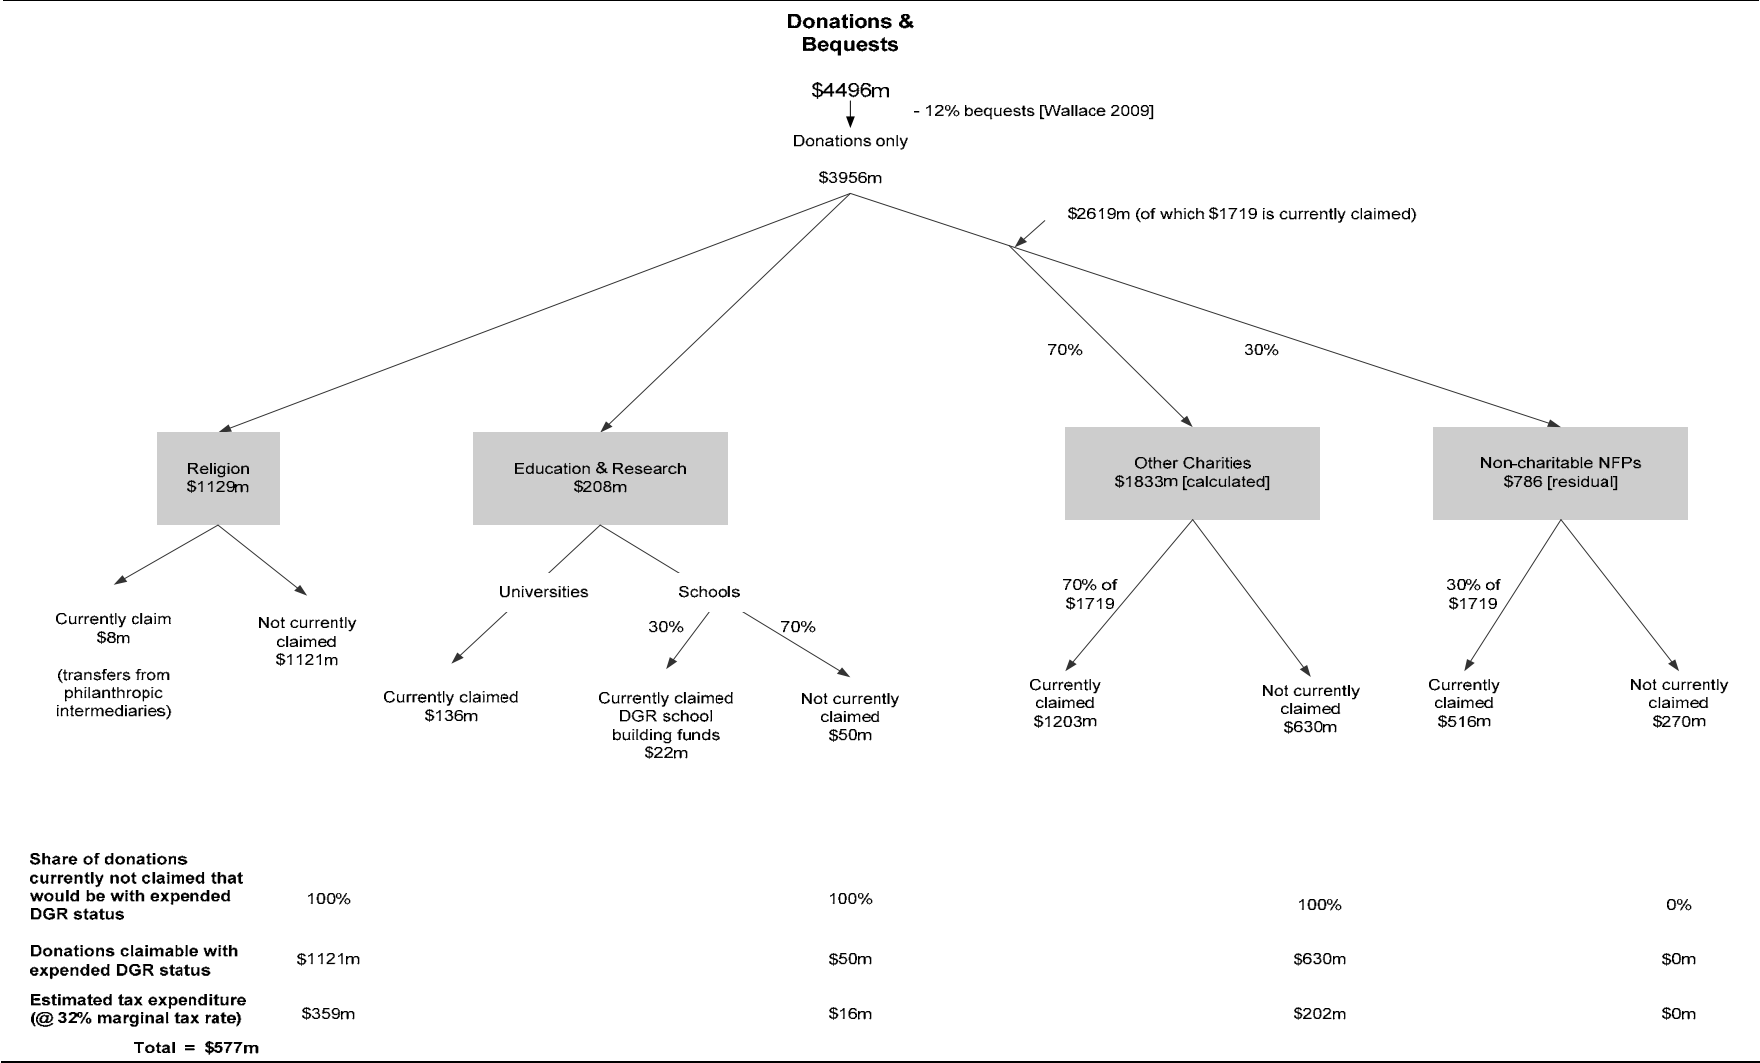 Donations &
Bequests
$4496m
- 12% bequests [Wallace 2009]
Donations only
$3956m
$2619m (of which $1719 is currently claimed)
70%
30%
Religion
$1129m
Education & Research
$208m
Other Charities
$1833m [calculated]
Non-charitable NFPs
$786 [residual]
Universities
Schools
30%
70%
70% of
$1719
30% of
$1719
Currently claim
$8m
(transfers from
philanthropic
intermediaries)
Not currently
claimed
$1121m
Currently claimed
$136m
Currently claimed
DGR school
building funds
$22m
Not currently
claimed
$50m
Currently
claimed
$1203m
Not currently
claimed
$630m
Currently
claimed
$516m
Not currently
claimed
$270m
Share of donations
currently not claimed that
would be with expended
DGR status
100%
100%
100%
0%
Donations claimable with
expended DGR status
$1121m
$50m
$630m
$0m
Estimated tax expenditure
(@ 32% marginal tax rate)
$359m
$16m
$202m
$0m
Total = $577m